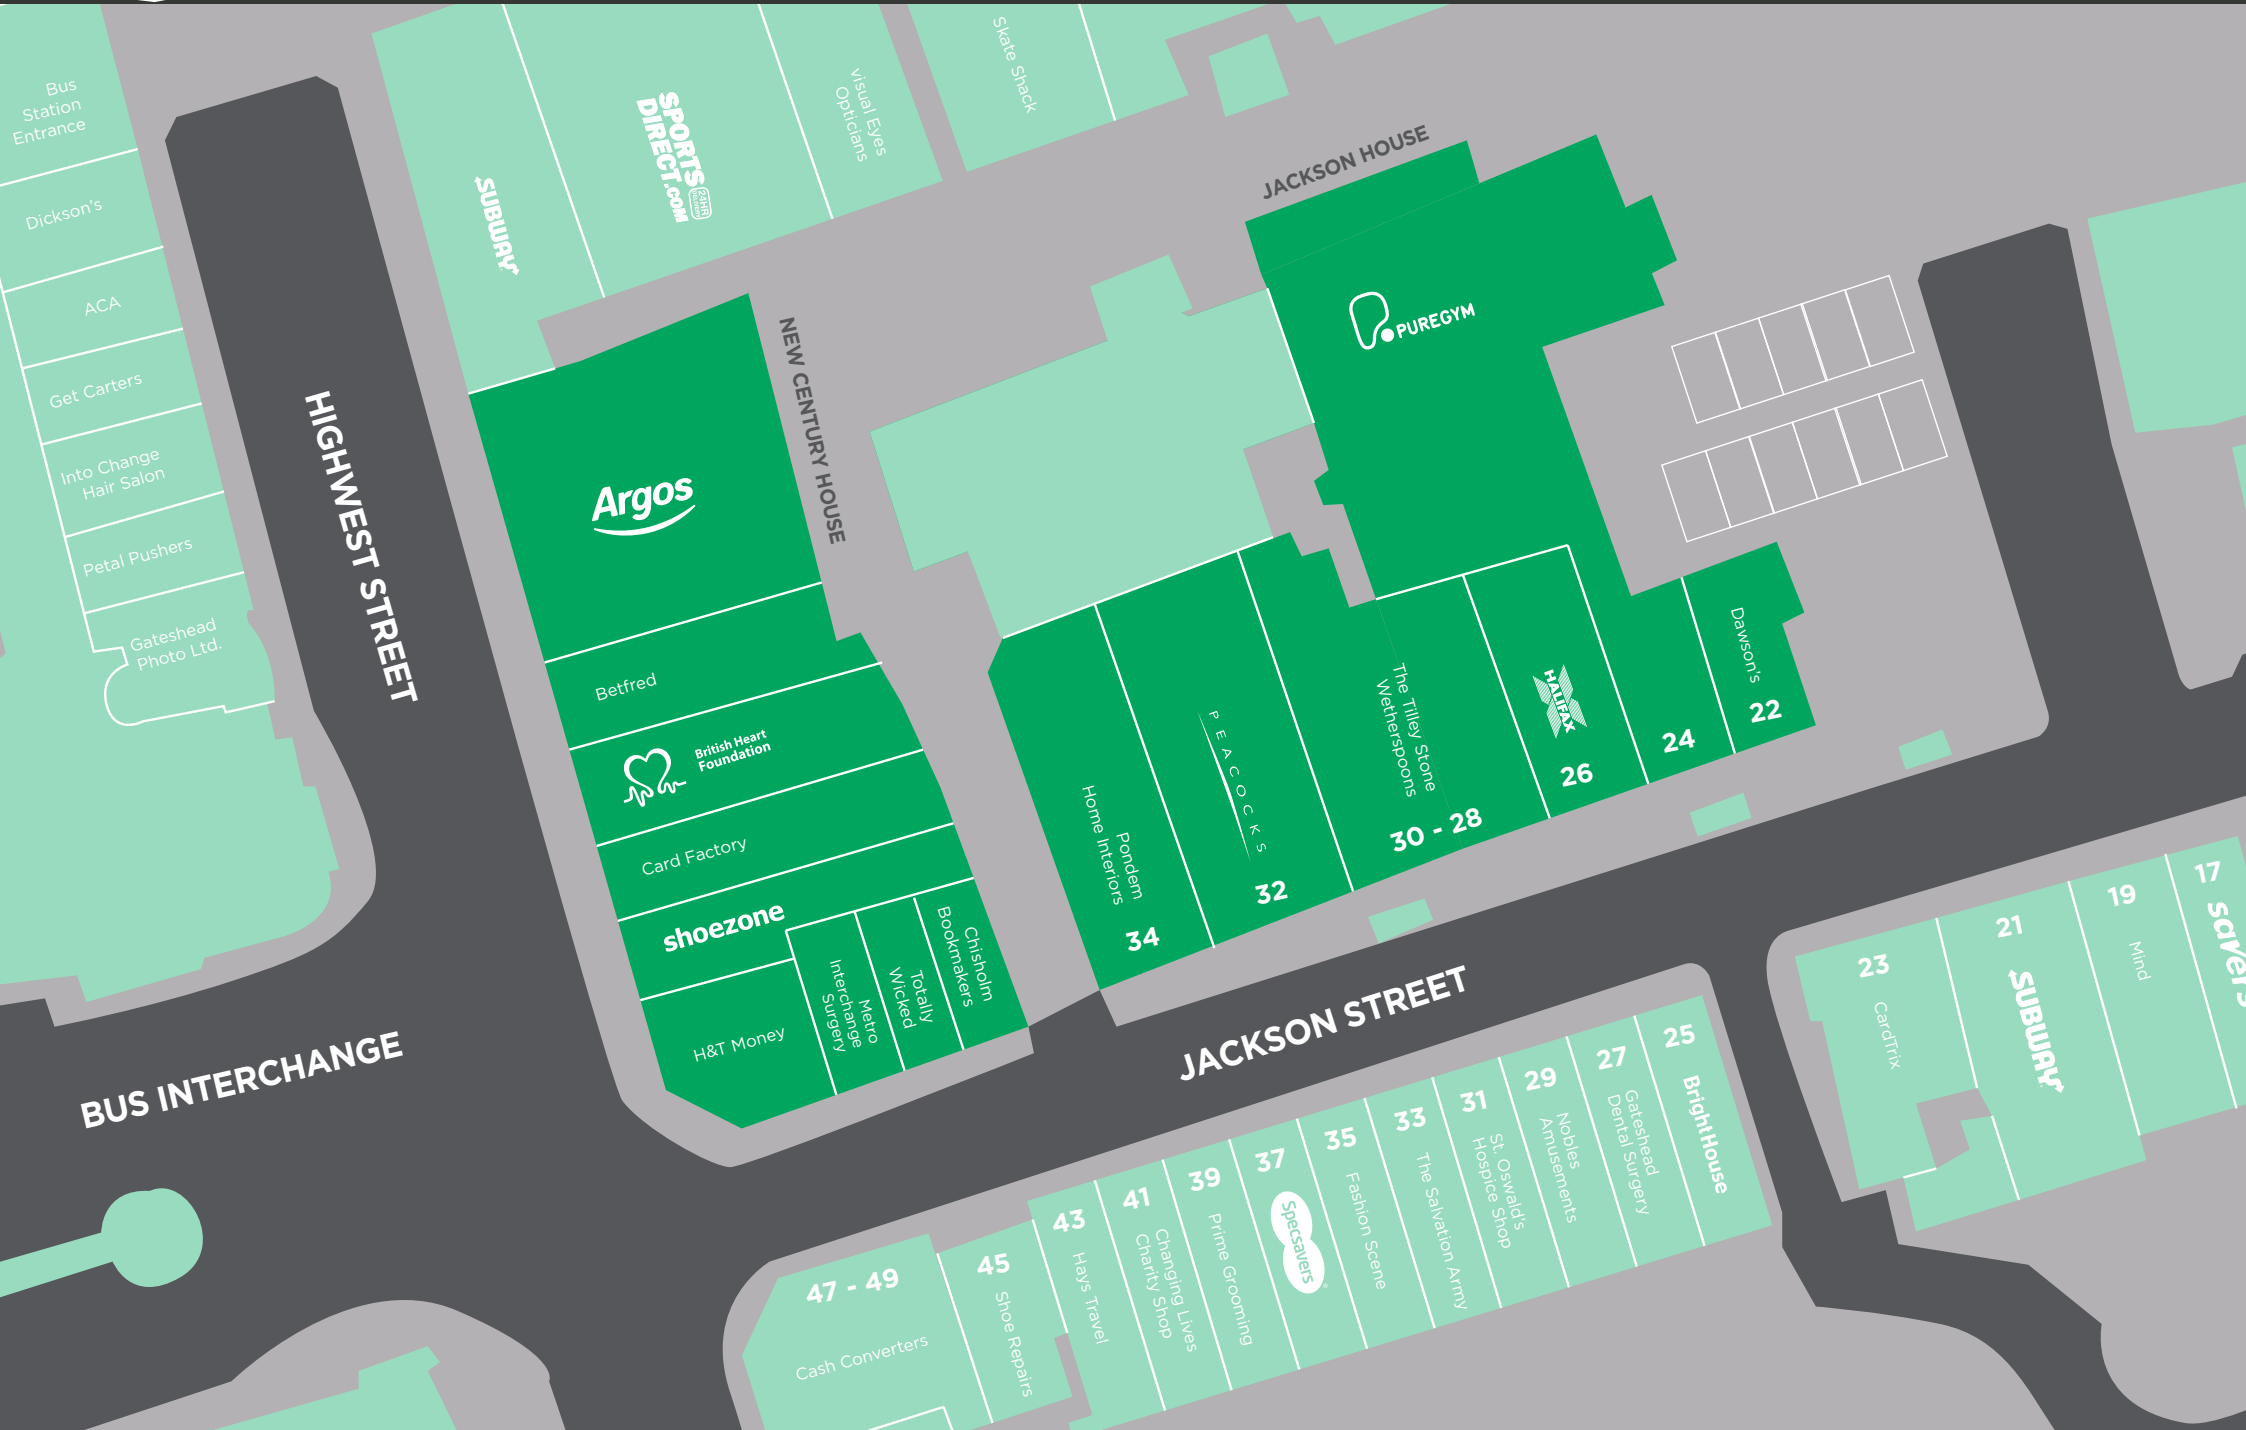 Bus
Station
Entrance
Dickson's
ACA
Get Carters
Into Change
Hair Salon
Petal Pushers
Gateshead
Photo Ltd.
HIGHWEST STREET
BUS INTERCHANGE
SUBWAY
SPORTS
DIRECT.COM
24HR
Visual Eyes
Opticians
Skate Shack
NEW CENTURY HOUSE
Argos
Betfred
British Heart
Foundation
Card Factory
shoezone
H&T Money
Metro
Interchange
Surgery
Totally
Wicked
Chisholm
Bookmakers
JACKSON HOUSE
PUREGYM
Pondem
Home Interiors
34
PEACOCKS
32
The Tilley Stone
Wetherspoons
30 - 28
HALIFAX
26
24
Dawson's
22
JACKSON STREET
47 - 49
Cash Converters
45
Shoe Repairs
43
Hays Travel
41
Changing Lives
Charity Shop
39
Prime Grooming
37
Specsavers
35
Fashion Scene
33
The Salvation Army
31
St. Oswald's
Hospice Shop
29
Nobles
Amusements
27
Gateshead
Dental Surgery
25
BrightHouse
23
CardTrix
21
SUBWAY
19
Mind
17
savers